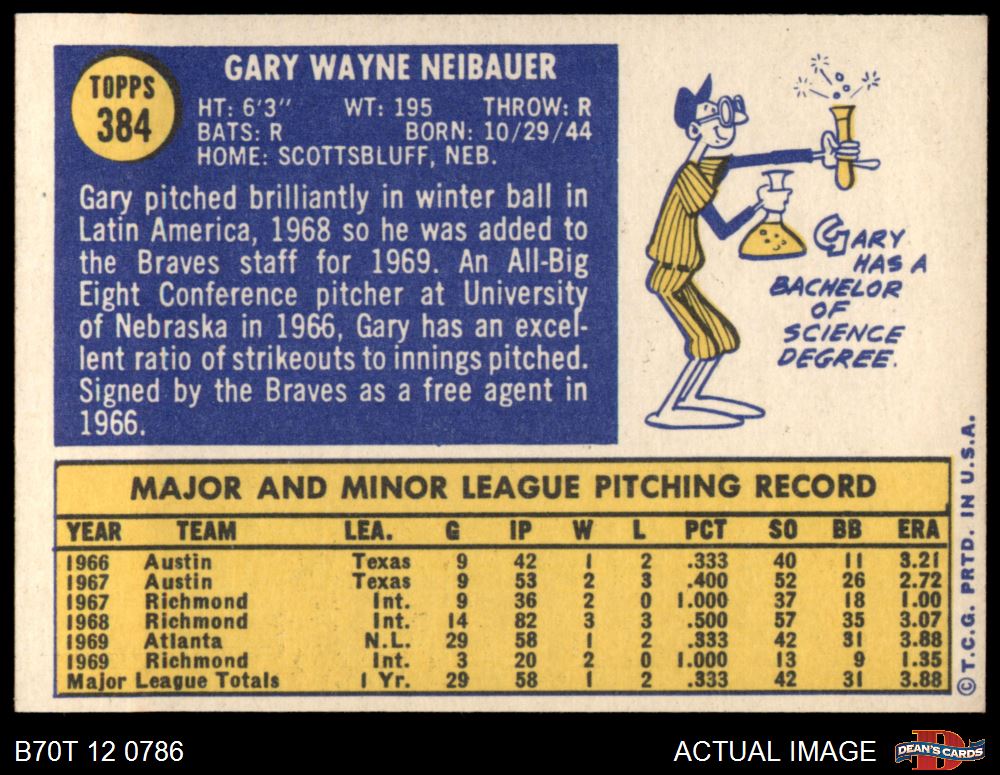 TOPPS
384
GARY WAYNE NEIBAUER
HT: 6'3" WT: 195 THROW: R
BATS: R BORN: 10/29/44
HOME: SCOTTSBLUFF, NEB.
Gary pitched brilliantly in winter ball in
Latin America, 1968 so he was added to
the Braves staff for 1969. An All-Big
Eight Conference pitcher at University
of Nebraska in 1966, Gary has an excel-
lent ratio of strikeouts to innings pitched.
Signed by the Braves as a free agent in
1966.
GARY
HAS A
BACHELOR
OF
SCIENCE
DEGREE.
MAJOR AND MINOR LEAGUE PITCHING RECORD
YEAR TEAM LEA. G IP W L PCT SO BB ERA
1966 Austin Texas 9 42 1 2 .333 40 11 3.21
1967 Austin Texas 9 53 2 3 .400 52 26 2.72
1967 Richmond Int. 9 36 2 0 1.000 37 18 1.00
1968 Richmond Int. 14 82 3 3 .500 57 35 3.07
1969 Atlanta N.L. 29 58 1 2 .333 42 31 3.88
1969 Richmond Int. 3 20 2 0 1.000 13 9 1.35
Major League Totals 1 Yr. 29 58 1 2 .333 42 31 3.88
© T.C.G. PRTD. IN U.S.A.
B70T 12 0786
ACTUAL IMAGE
DEAN'S CARDS